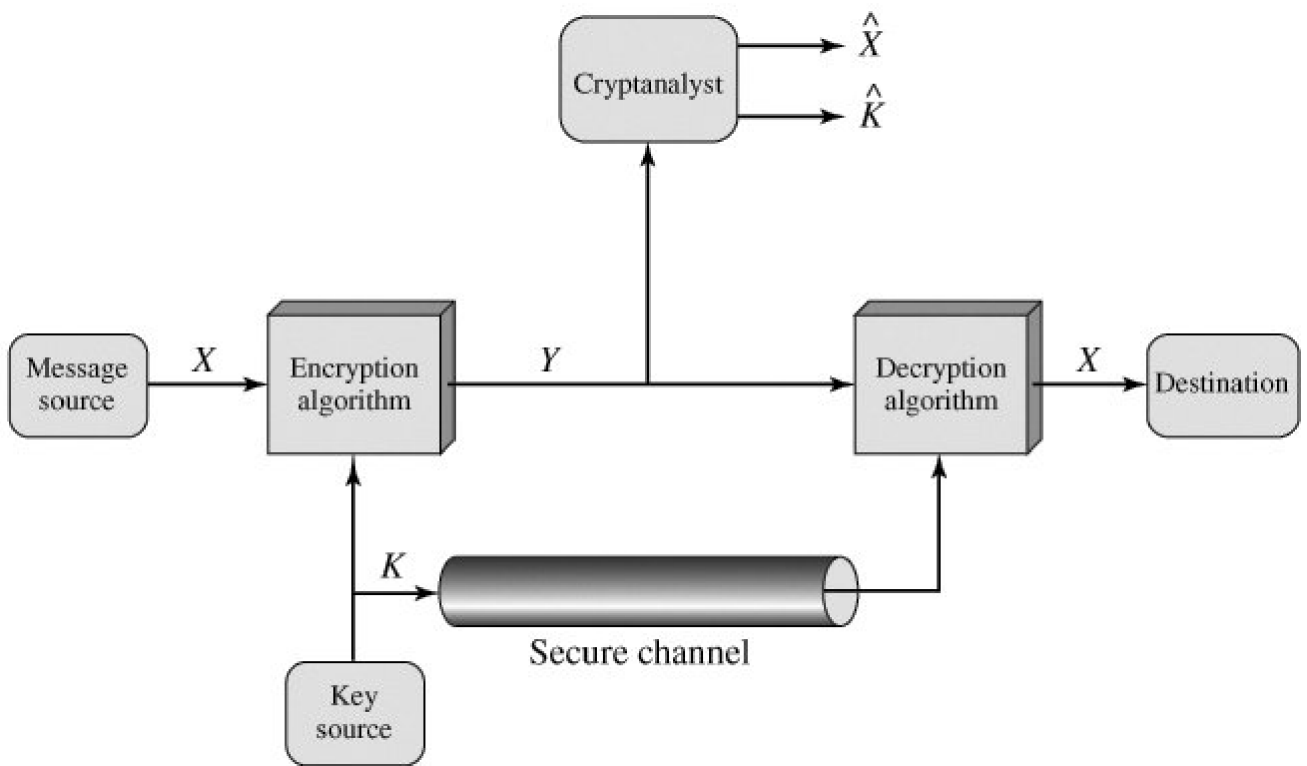 X̂
Cryptanalyst
K̂
Message
source
X
Encryption
algorithm
Y
Decryption
algorithm
X
Destination
K
Secure channel
Key
source